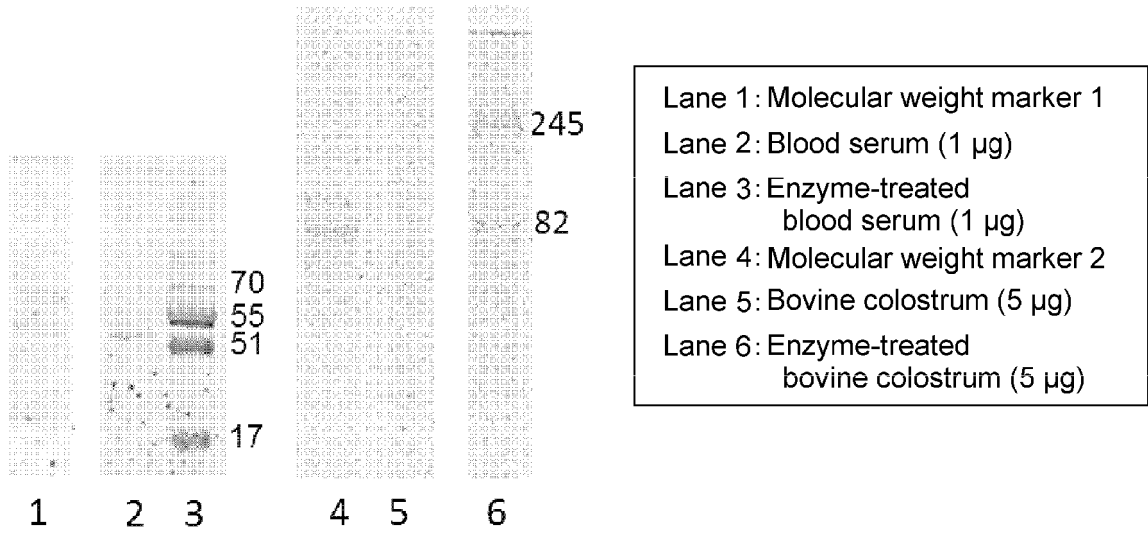 245
82
70
55
51
17
1 2 3 4 5 6
Lane 1: Molecular weight marker 1
Lane 2: Blood serum (1 µg)
Lane 3: Enzyme-treated
blood serum (1 µg)
Lane 4: Molecular weight marker 2
Lane 5: Bovine colostrum (5 µg)
Lane 6: Enzyme-treated
bovine colostrum (5 µg)